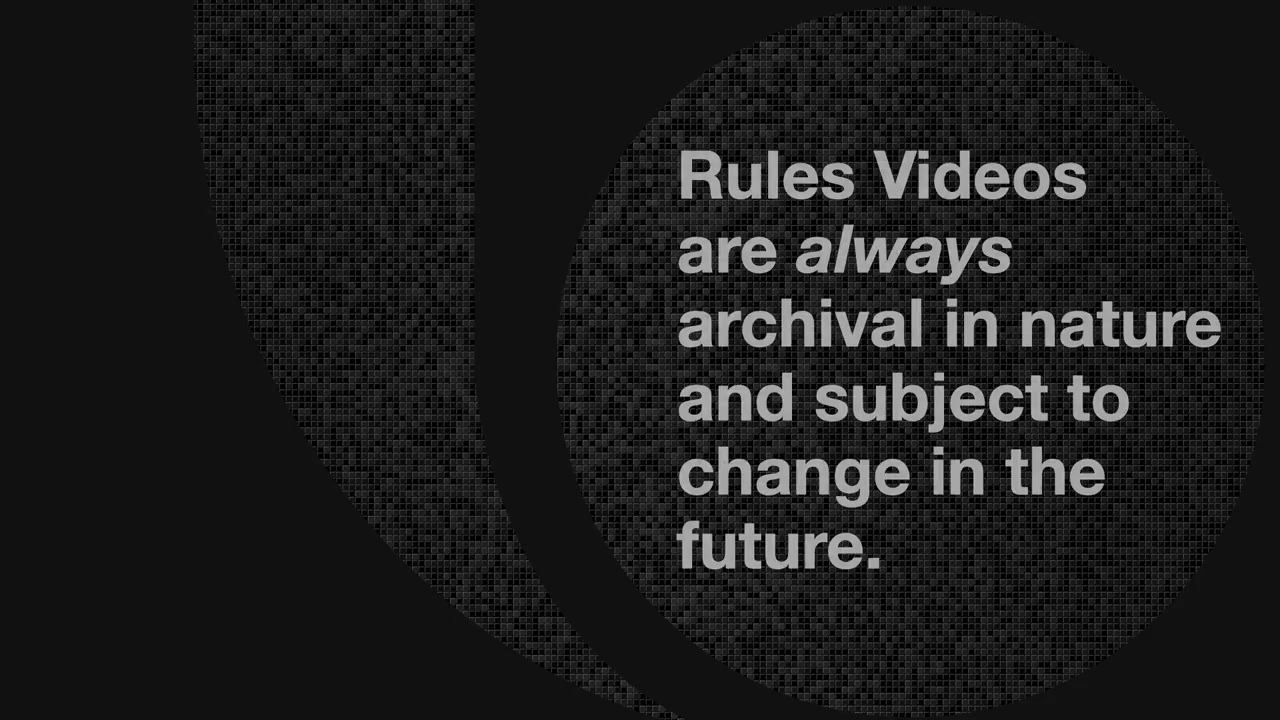 Rules Videos
are always
archival in nature
and subject to
change in the
future.